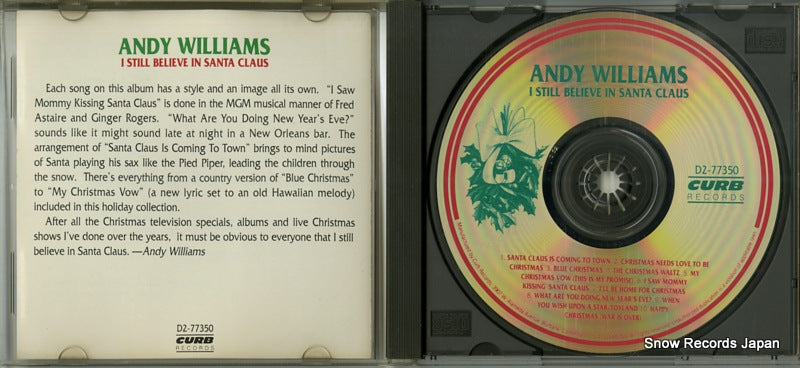 ANDY WILLIAMS
I STILL BELIEVE IN SANTA CLAUS
Each song on this album has a style and an image all its own. "I Saw
Mommy Kissing Santa Claus" is done in the MGM musical manner of Fred
Astaire and Ginger Rogers. "What Are You Doing New Year's Eve?"
sounds like it might sound late at night in a New Orleans bar. The
arrangement of "Santa Claus Is Coming To Town" brings to mind pictures
of Santa playing his sax like the Pied Piper, leading the children through
the snow. There's everything from a country version of "Blue Christmas"
to "My Christmas Vow" (a new lyric set to an old Hawaiian melody)
included in this holiday collection.
After all the Christmas television specials, albums and live Christmas
shows I've done over the years, it must be obvious to everyone that I still
believe in Santa Claus. —Andy Williams
D2-77350
CURB
RECORDS
ANDY WILLIAMS
I STILL BELIEVE IN SANTA CLAUS
D2-77350
CURB
RECORDS
1. SANTA CLAUS IS COMING TO TOWN 2. CHRISTMAS NEEDS LOVE TO BE
CHRISTMAS 3. BLUE CHRISTMAS 4. THE CHRISTMAS WALTZ 5. MY
CHRISTMAS VOW (THIS IS MY PROMISE) 6. I SAW MOMMY
KISSING SANTA CLAUS 7. I'LL BE HOME FOR CHRISTMAS
8. WHAT ARE YOU DOING NEW YEAR'S EVE? 9. WHEN
YOU WISH UPON A STAR/TOYLAND 10. HAPPY
CHRISTMAS (WAR IS OVER)
Snow Records Japan